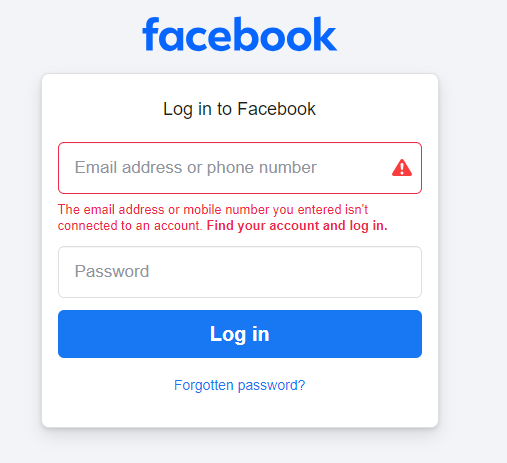 facebook
Log in to Facebook
Email address or phone number
The email address or mobile number you entered isn't
connected to an account. Find your account and log in.
Password
Log in
Forgotten password?